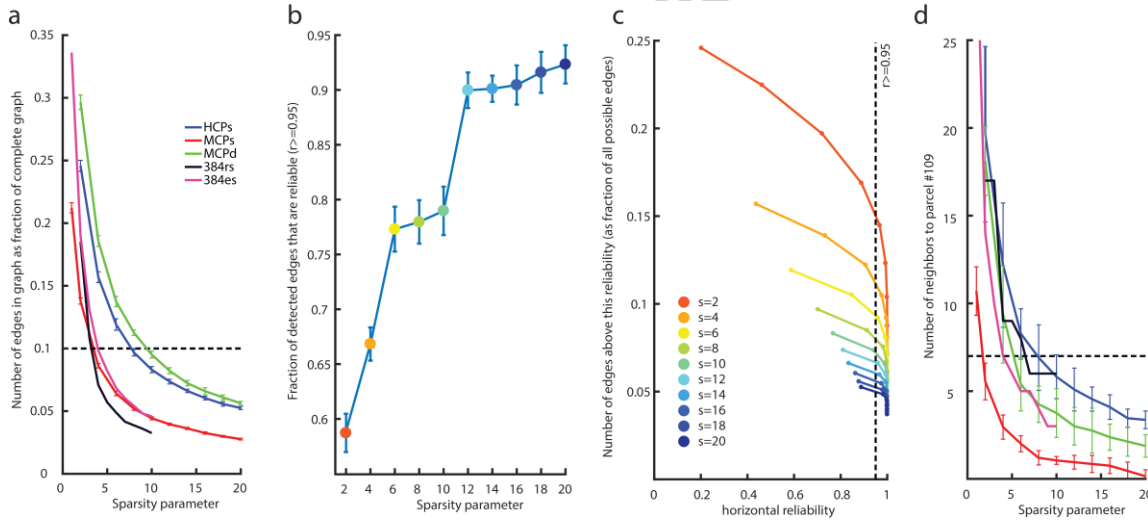 a
Number of edges in graph as fraction of complete graph
0.35
0.3
0.25
0.2
0.15
0.1
0.05
0
HCPs
MCPs
MCPd
384rs
384es
0
5
10
15
20
Sparsity parameter
b
Fraction of detected edges that are reliable (r>=0.95)
0.9
0.85
0.8
0.75
0.7
0.65
0.6
2
4
6
8
10
12
14
16
18
20
Sparsity parameter
c
Number of edges above this reliability (as fraction of all possible edges)
0.25
0.2
0.15
0.1
0.05
r>=0.95
s=2
s=4
s=6
s=8
s=10
s=12
s=14
s=16
s=18
s=20
0
0.2
0.4
0.6
0.8
1
horizontal reliability
d
Number of neighbors to parcel #109
25
20
15
10
5
0
5
10
15
20
Sparsity parameter